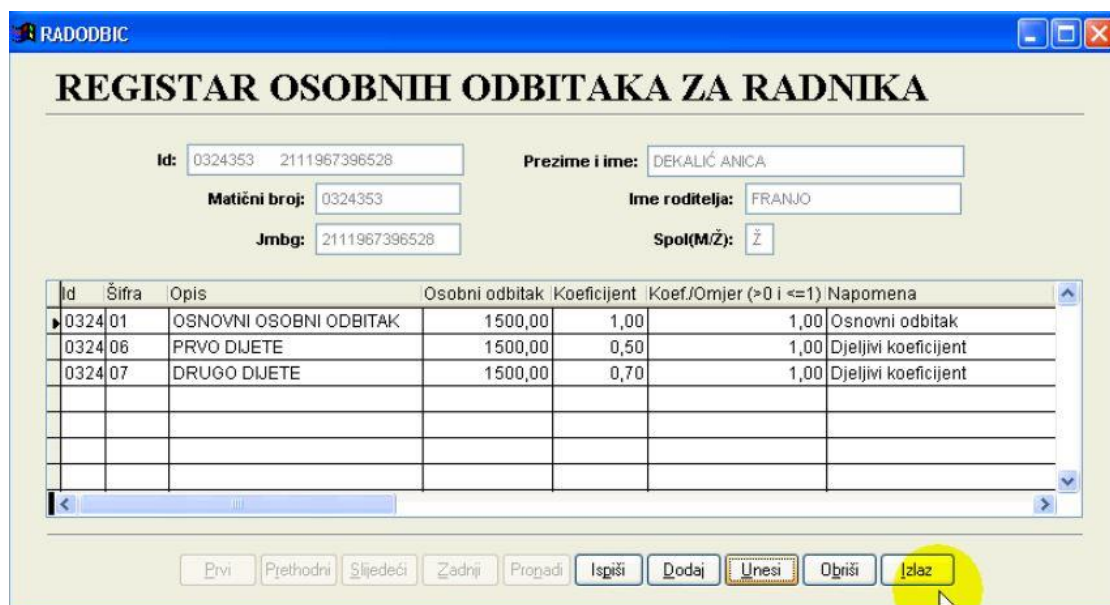 RADODBIC
REGISTAR OSOBNIH ODBITAKA ZA RADNIKA
Id: 0324353 2111967396528 Prezime i ime: DEKALIĆ ANICA
Matični broj: 0324353 Ime roditelja: FRANJO
Jmbg: 2111967396528 Spol(M/Ž): Ž
Id Šifra Opis Osobni odbitak Koeficijent Koef./Omjer (>0 i <=1) Napomena
0324 01 OSNOVNI OSOBNI ODBITAK 1500,00 1,00 1,00 Osnovni odbitak
0324 06 PRVO DIJETE 1500,00 0,50 1,00 Djeljivi koeficijent
0324 07 DRUGO DIJETE 1500,00 0,70 1,00 Djeljivi koeficijent
Prvi Prethodni Slijedeći Zadnji Pronađi Ispiši Dodaj Unesi Obriši Izlaz